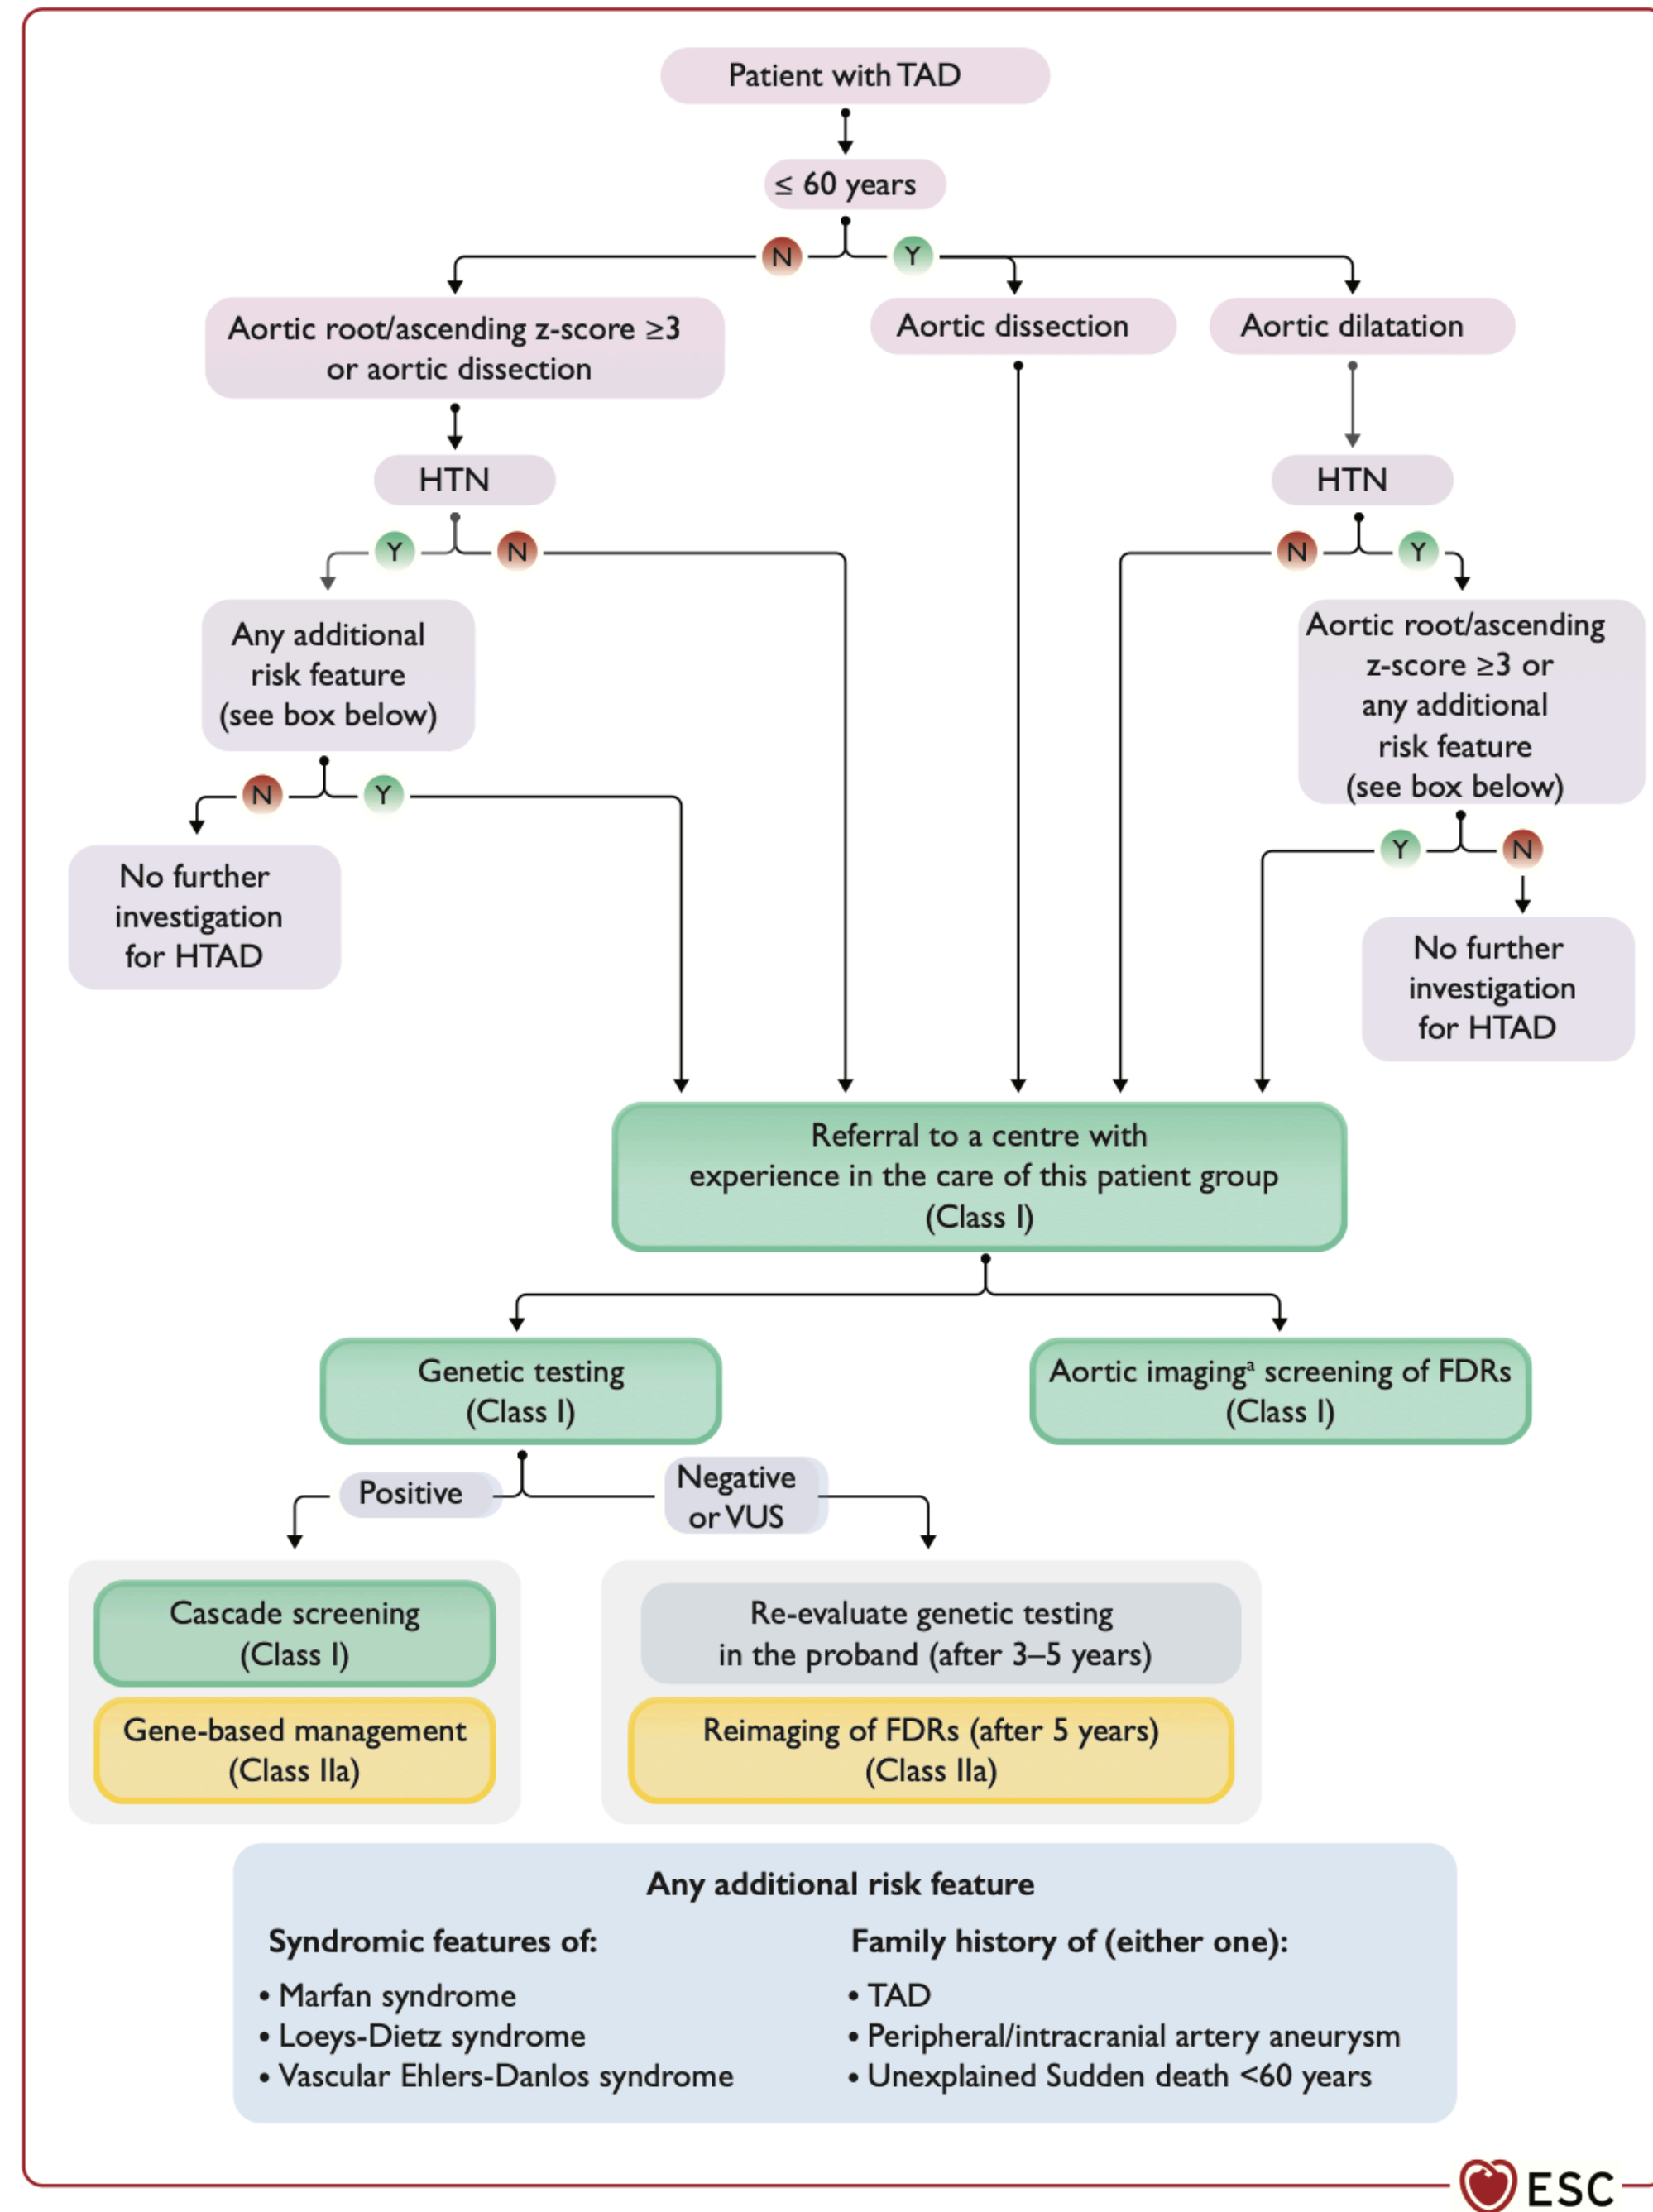 Patient with TAD
≤ 60 years
N
Y
Aortic root/ascending z-score ≥3
or aortic dissection
Aortic dissection
Aortic dilatation
HTN
HTN
Y
N
N
Y
Any additional
risk feature
(see box below)
Aortic root/ascending
z-score ≥3 or
any additional
risk feature
(see box below)
N
Y
Y
N
No further
investigation
for HTAD
No further
investigation
for HTAD
Referral to a centre with
experience in the care of this patient group
(Class I)
Genetic testing
(Class I)
Aortic imagingᵃ screening of FDRs
(Class I)
Positive
Negative
or VUS
Cascade screening
(Class I)
Gene-based management
(Class IIa)
Re-evaluate genetic testing
in the proband (after 3–5 years)
Reimaging of FDRs (after 5 years)
(Class IIa)
Any additional risk feature
Syndromic features of:
• Marfan syndrome
• Loeys-Dietz syndrome
• Vascular Ehlers-Danlos syndrome
Family history of (either one):
• TAD
• Peripheral/intracranial artery aneurysm
• Unexplained Sudden death <60 years
ESC